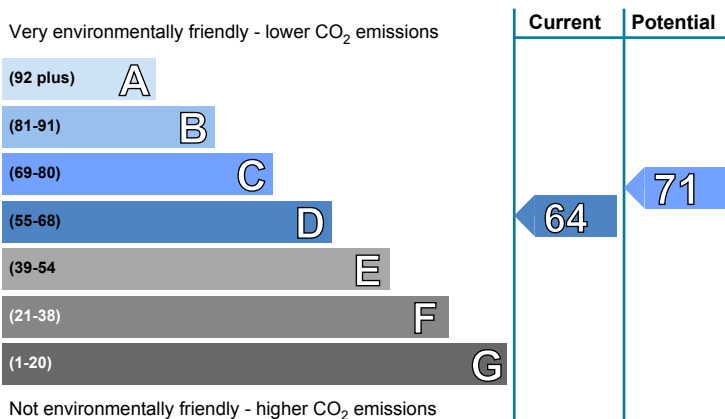 Very environmentally friendly - lower CO2 emissions
Current
Potential
(92 plus) A
(81-91) B
(69-80) C
(55-68) D
(39-54 E
(21-38) F
(1-20) G
64
71
Not environmentally friendly - higher CO2 emissions